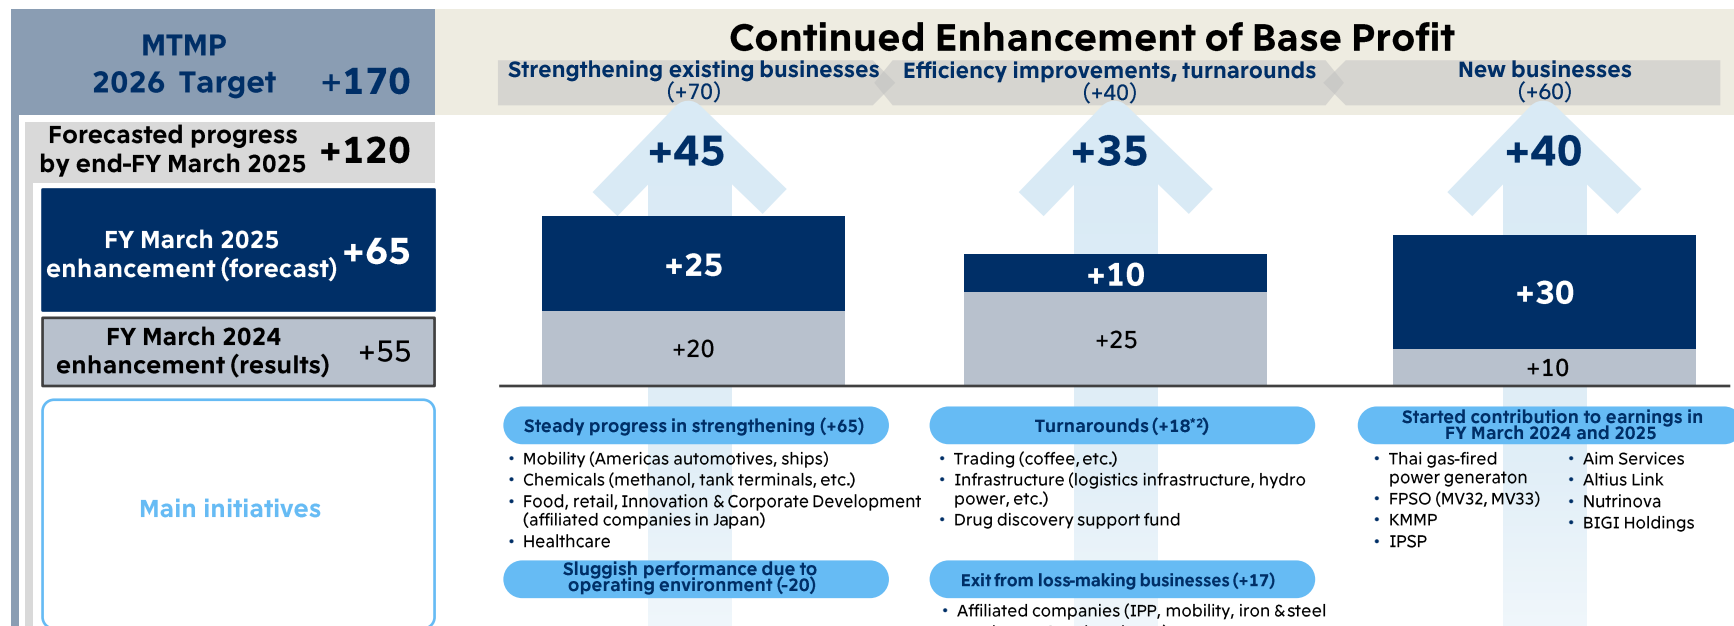 MTMP
2026 Target +170
Continued Enhancement of Base Profit
Strengthening existing businesses
(+70)
Efficiency improvements, turnarounds
(+40)
New businesses
(+60)
Forecasted progress
by end-FY March 2025 +120
+45
+35
+40
FY March 2025
enhancement (forecast) +65
+25
+10
+30
FY March 2024
enhancement (results) +55
+20
+25
+10
Main initiatives
Steady progress in strengthening (+65)
• Mobility (Americas automotives, ships)
• Chemicals (methanol, tank terminals, etc.)
• Food, retail, Innovation & Corporate Development
(affiliated companies in Japan)
• Healthcare
Sluggish performance due to
operating environment (-20)
Turnarounds (+18*2)
• Trading (coffee, etc.)
• Infrastructure (logistics infrastructure, hydro
power, etc.)
• Drug discovery support fund
Exit from loss-making businesses (+17)
• Affiliated companies (IPP, mobility, iron & steel
Started contribution to earnings in
FY March 2024 and 2025
• Thai gas-fired
power generaton
• FPSO (MV32, MV33)
• KMMP
• IPSP
• Aim Services
• Altius Link
• Nutrinova
• BIGI Holdings